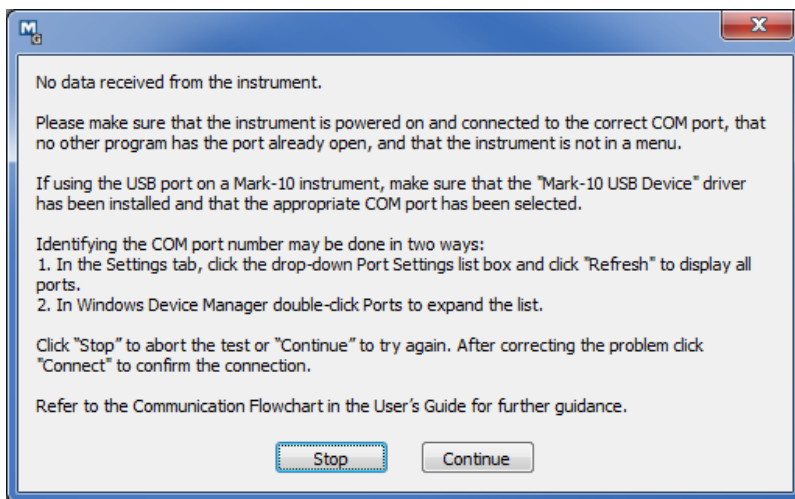 M
G
X
No data received from the instrument.
Please make sure that the instrument is powered on and connected to the correct COM port, that
no other program has the port already open, and that the instrument is not in a menu.
If using the USB port on a Mark-10 instrument, make sure that the "Mark-10 USB Device" driver
has been installed and that the appropriate COM port has been selected.
Identifying the COM port number may be done in two ways:
1. In the Settings tab, click the drop-down Port Settings list box and click "Refresh" to display all
ports.
2. In Windows Device Manager double-click Ports to expand the list.
Click “Stop” to abort the test or “Continue” to try again. After correcting the problem click
"Connect" to confirm the connection.
Refer to the Communication Flowchart in the User’s Guide for further guidance.
Stop
Continue